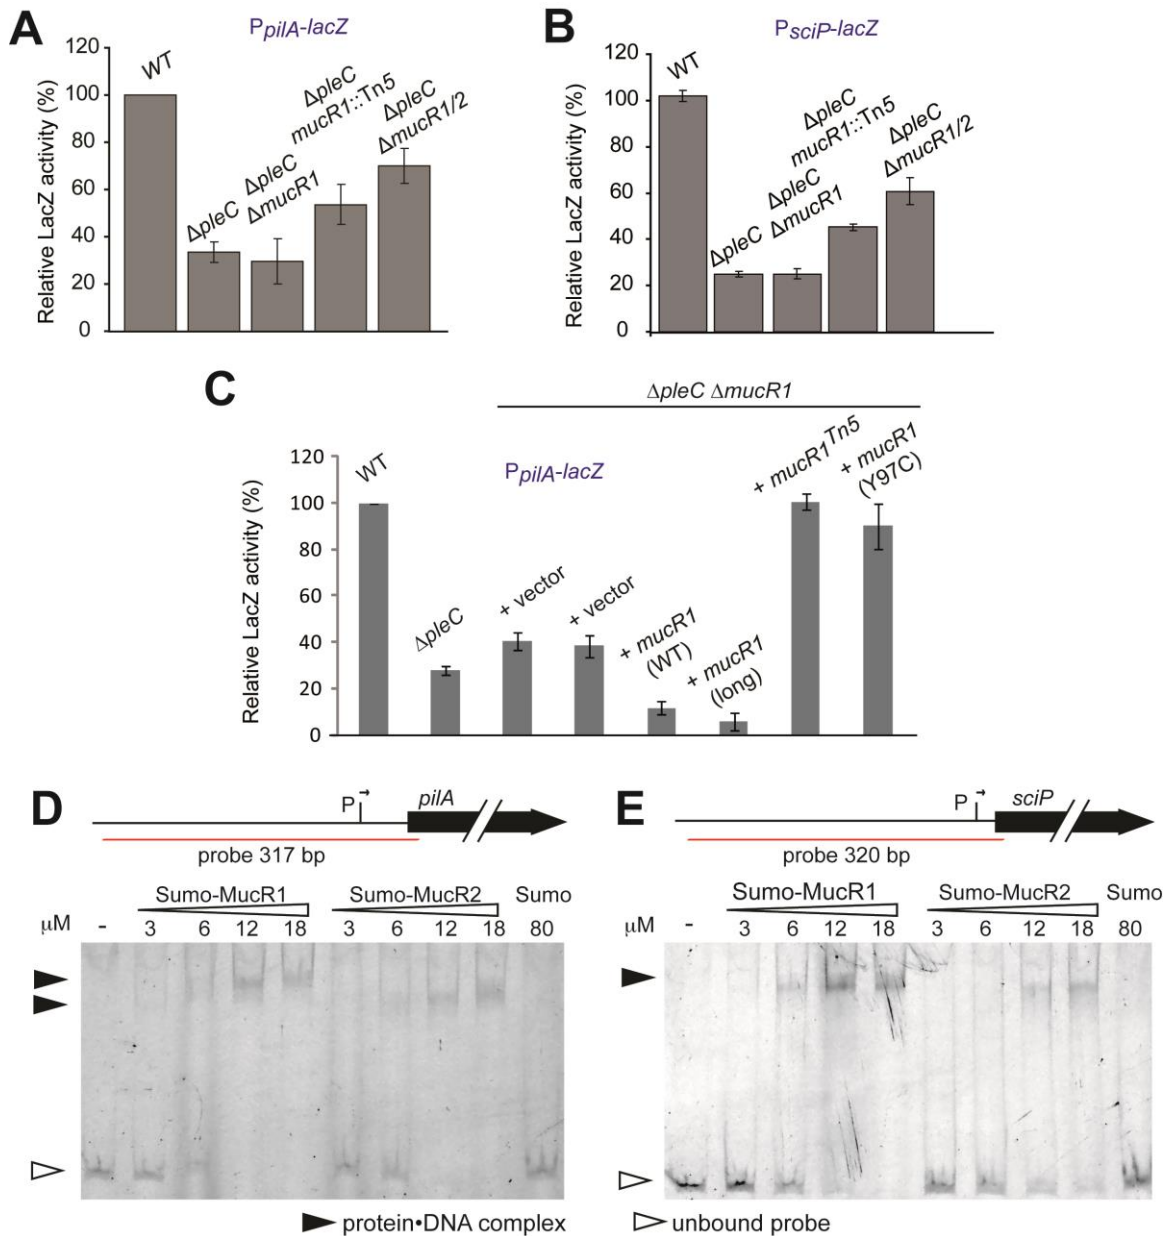 A
PpilA-lacZ
Relative LacZ activity (%)
120
100
80
60
40
20
0
WT
ΔpleC
ΔpleC
ΔmucR1
ΔpleC
mucR1::Tn5
ΔpleC
ΔmucR1/2
B
PsciP-lacZ
Relative LacZ activity (%)
120
100
80
60
40
20
0
WT
ΔpleC
ΔpleC
ΔmucR1
ΔpleC
mucR1::Tn5
ΔpleC
ΔmucR1/2
C
ΔpleC ΔmucR1
PpilA-lacZ
Relative LacZ activity (%)
120
100
80
60
40
20
0
WT
ΔpleC
+ vector
+ vector
+ mucR1
(WT)
+ mucR1
(long)
+ mucR1Tn5
+ mucR1
(Y97C)
D
P
pilA
probe 317 bp
Sumo-MucR1 Sumo-MucR2 Sumo
μM - 3 6 12 18 3 6 12 18 80
E
P
sciP
probe 320 bp
Sumo-MucR1 Sumo-MucR2 Sumo
μM - 3 6 12 18 3 6 12 18 80
protein•DNA complex
unbound probe